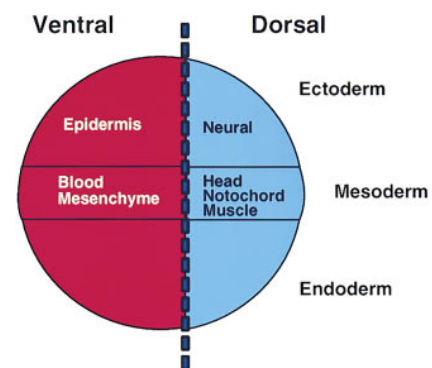 Ventral
Dorsal
Ectoderm
Epidermis
Neural
Blood
Mesenchyme
Head
Notochord
Muscle
Mesoderm
Endoderm